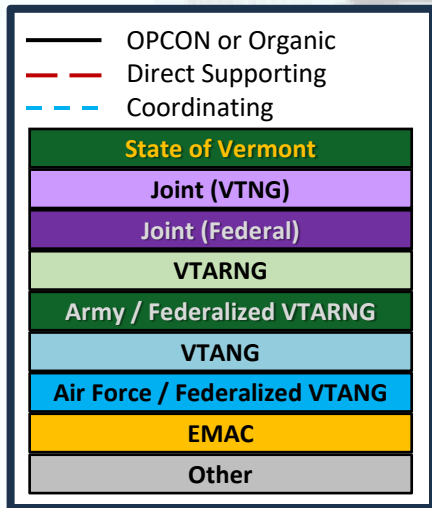 OPCON or Organic
Direct Supporting
Coordinating
State of Vermont
Joint (VTNG)
Joint (Federal)
VTARNG
Army / Federalized VTARNG
VTANG
Air Force / Federalized VTANG
EMAC
Other